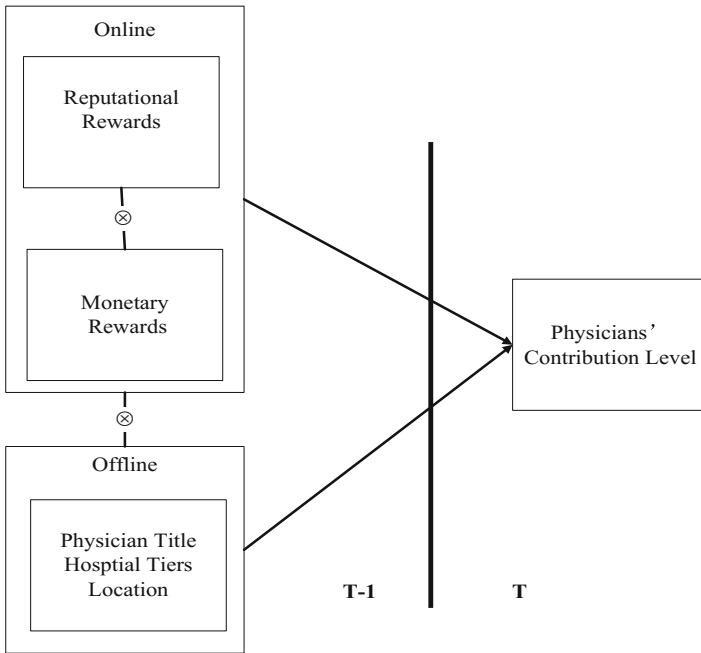 Online
Reputational
Rewards
⊗
Monetary
Rewards
⊗
Offline
Physician Title
Hosptial Tiers
Location
Physicians’
Contribution Level
T-1
T